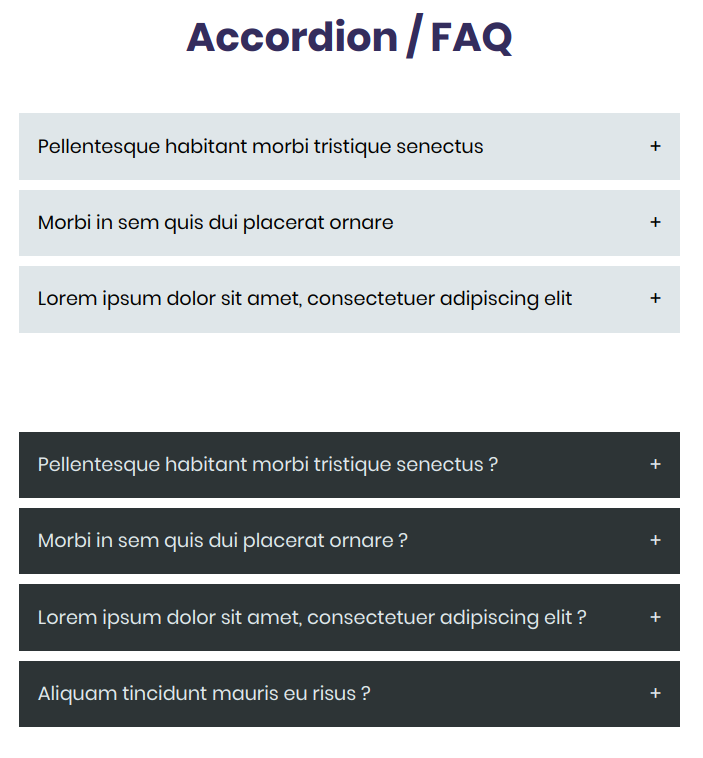 Accordion / FAQ
Pellentesque habitant morbi tristique senectus +
Morbi in sem quis dui placerat ornare +
Lorem ipsum dolor sit amet, consectetuer adipiscing elit +
Pellentesque habitant morbi tristique senectus ? +
Morbi in sem quis dui placerat ornare ? +
Lorem ipsum dolor sit amet, consectetuer adipiscing elit ? +
Aliquam tincidunt mauris eu risus ? +